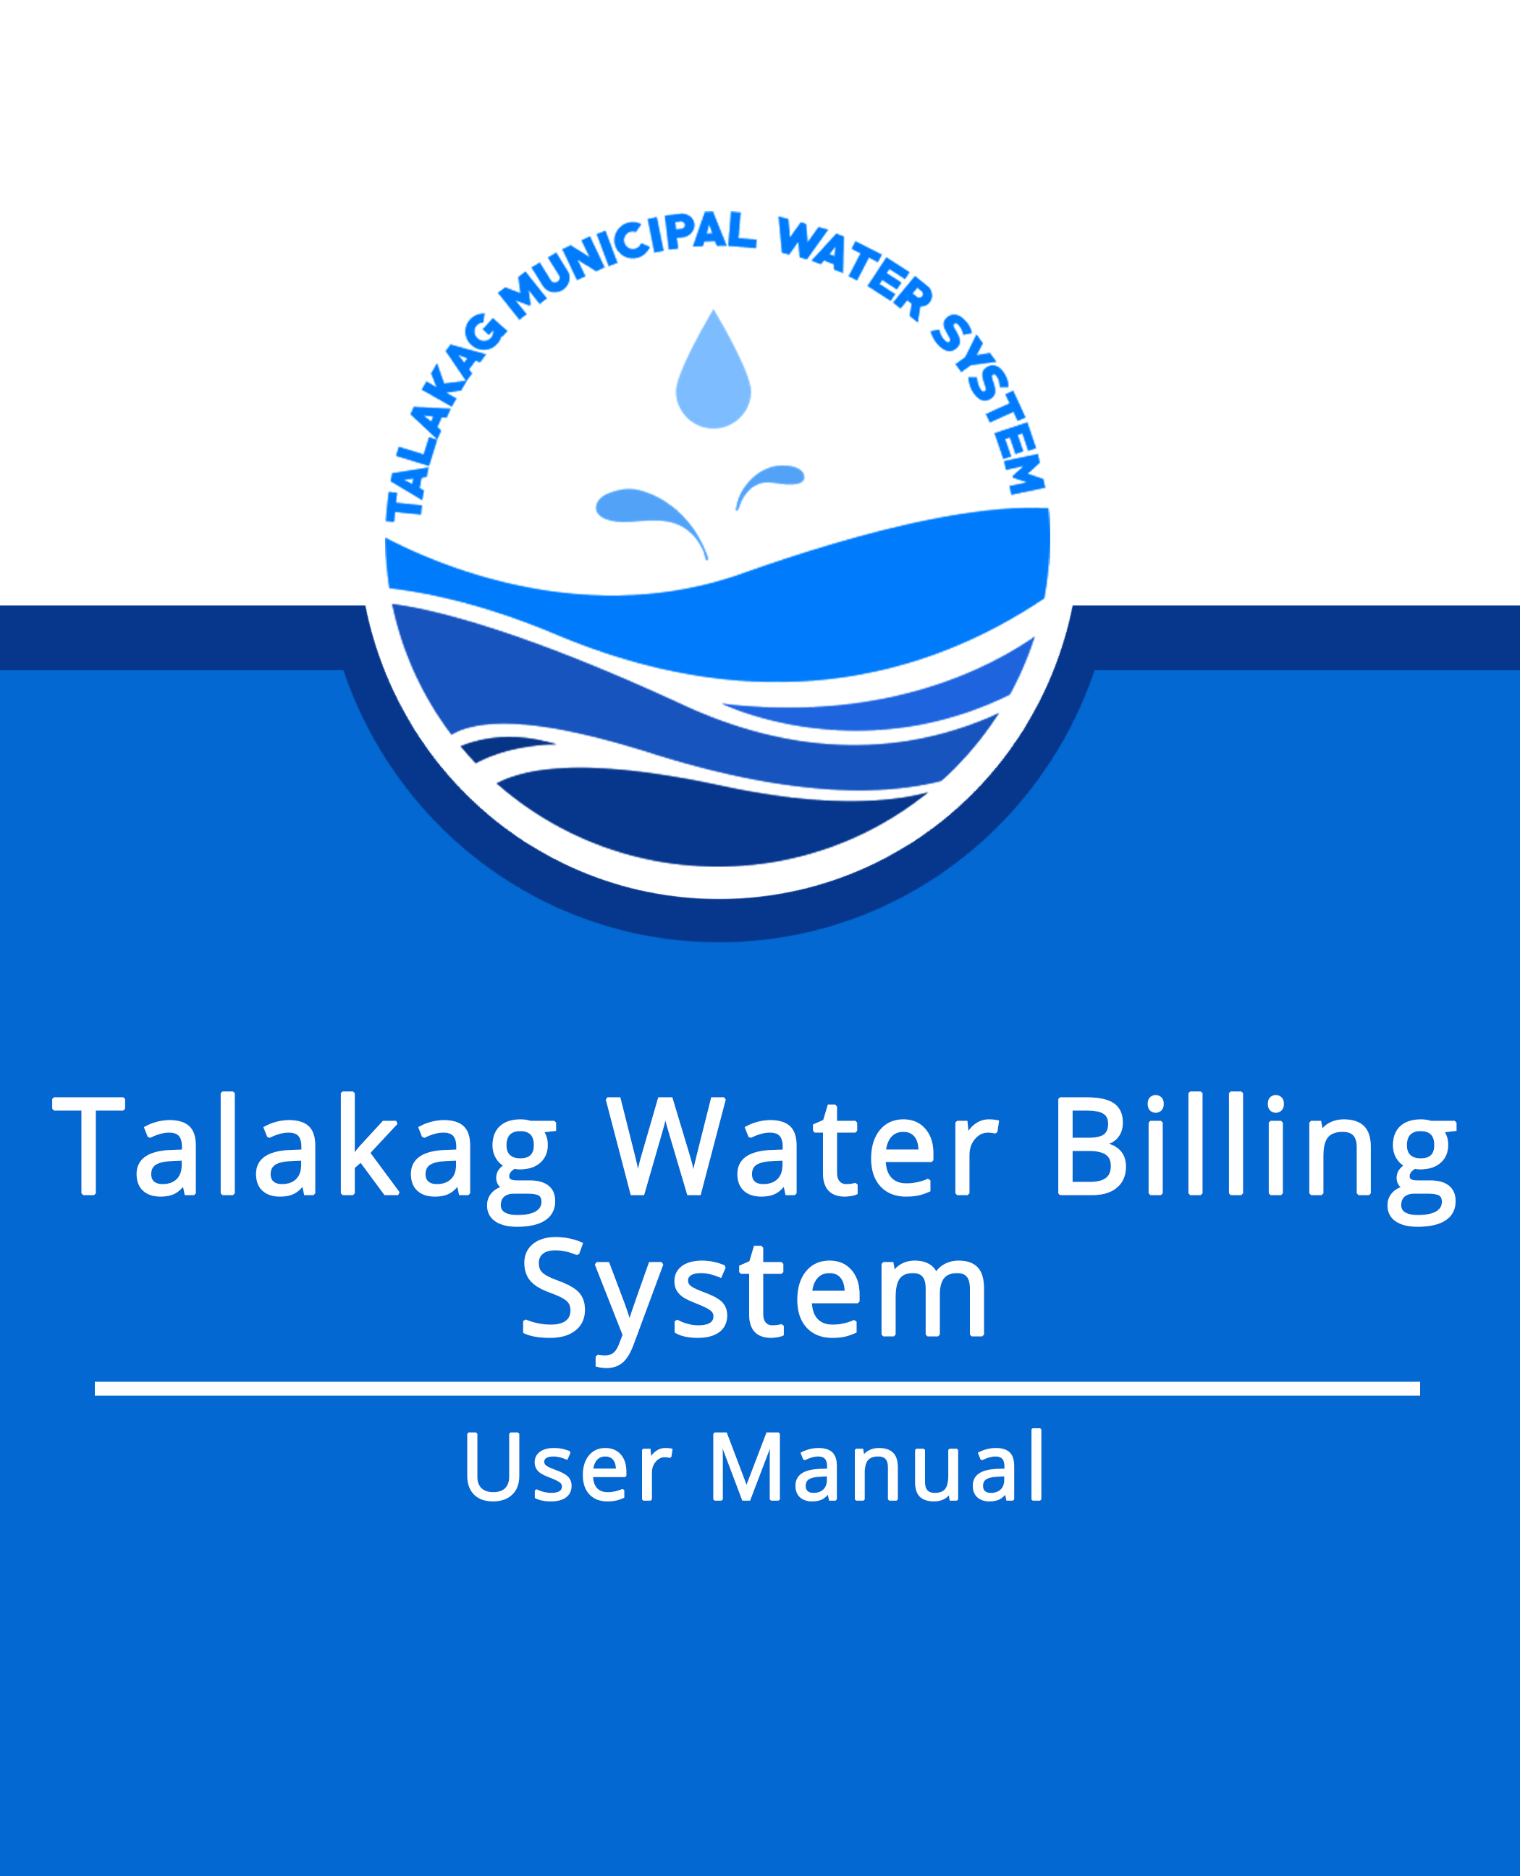 TALAKAG MUNICIPAL WATER SYSTEM
Talakag Water Billing
System
User Manual